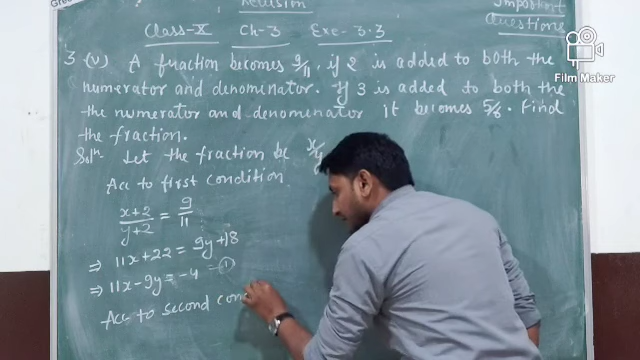 Revision
Important Questions
Class-X Ch-3 Exe-3.3
3 (v) A fraction becomes 9/11, if 2 is added to both the
numerator and denominator. If 3 is added to both the
the numerator and denominator it becomes 5/6. Find
the fraction.
Solⁿ Let the fraction be x/y
Acc to first condition
x+2/y+2 = 9/11
⇒ 11x+22 = 9y+18
⇒ 11x-9y = -4 -①
Acc to second con
Film Maker